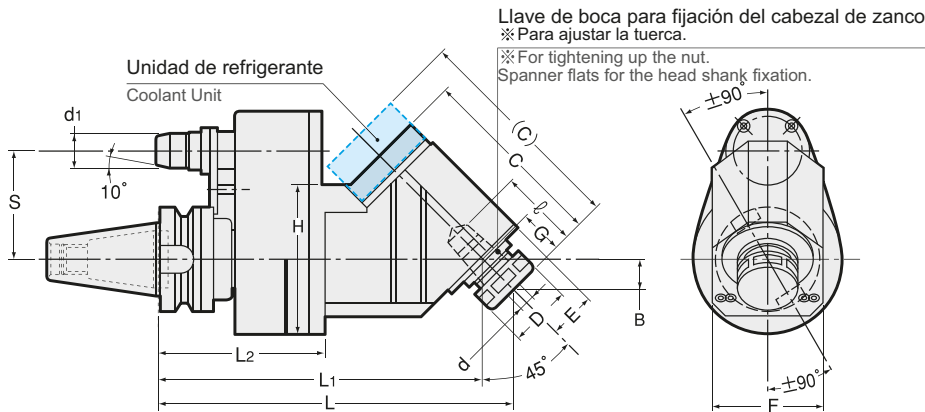 Llave de boca para fijación del cabezal de zanco
※Para ajustar la tuerca.
※For tightening up the nut.
Spanner flats for the head shank fixation.
Unidad de refrigerante
Coolant Unit
d1
10°
S
H
(C)
C
ℓ
G
B
E
D
d
45°
L2
L1
L
±90°
±90°
F